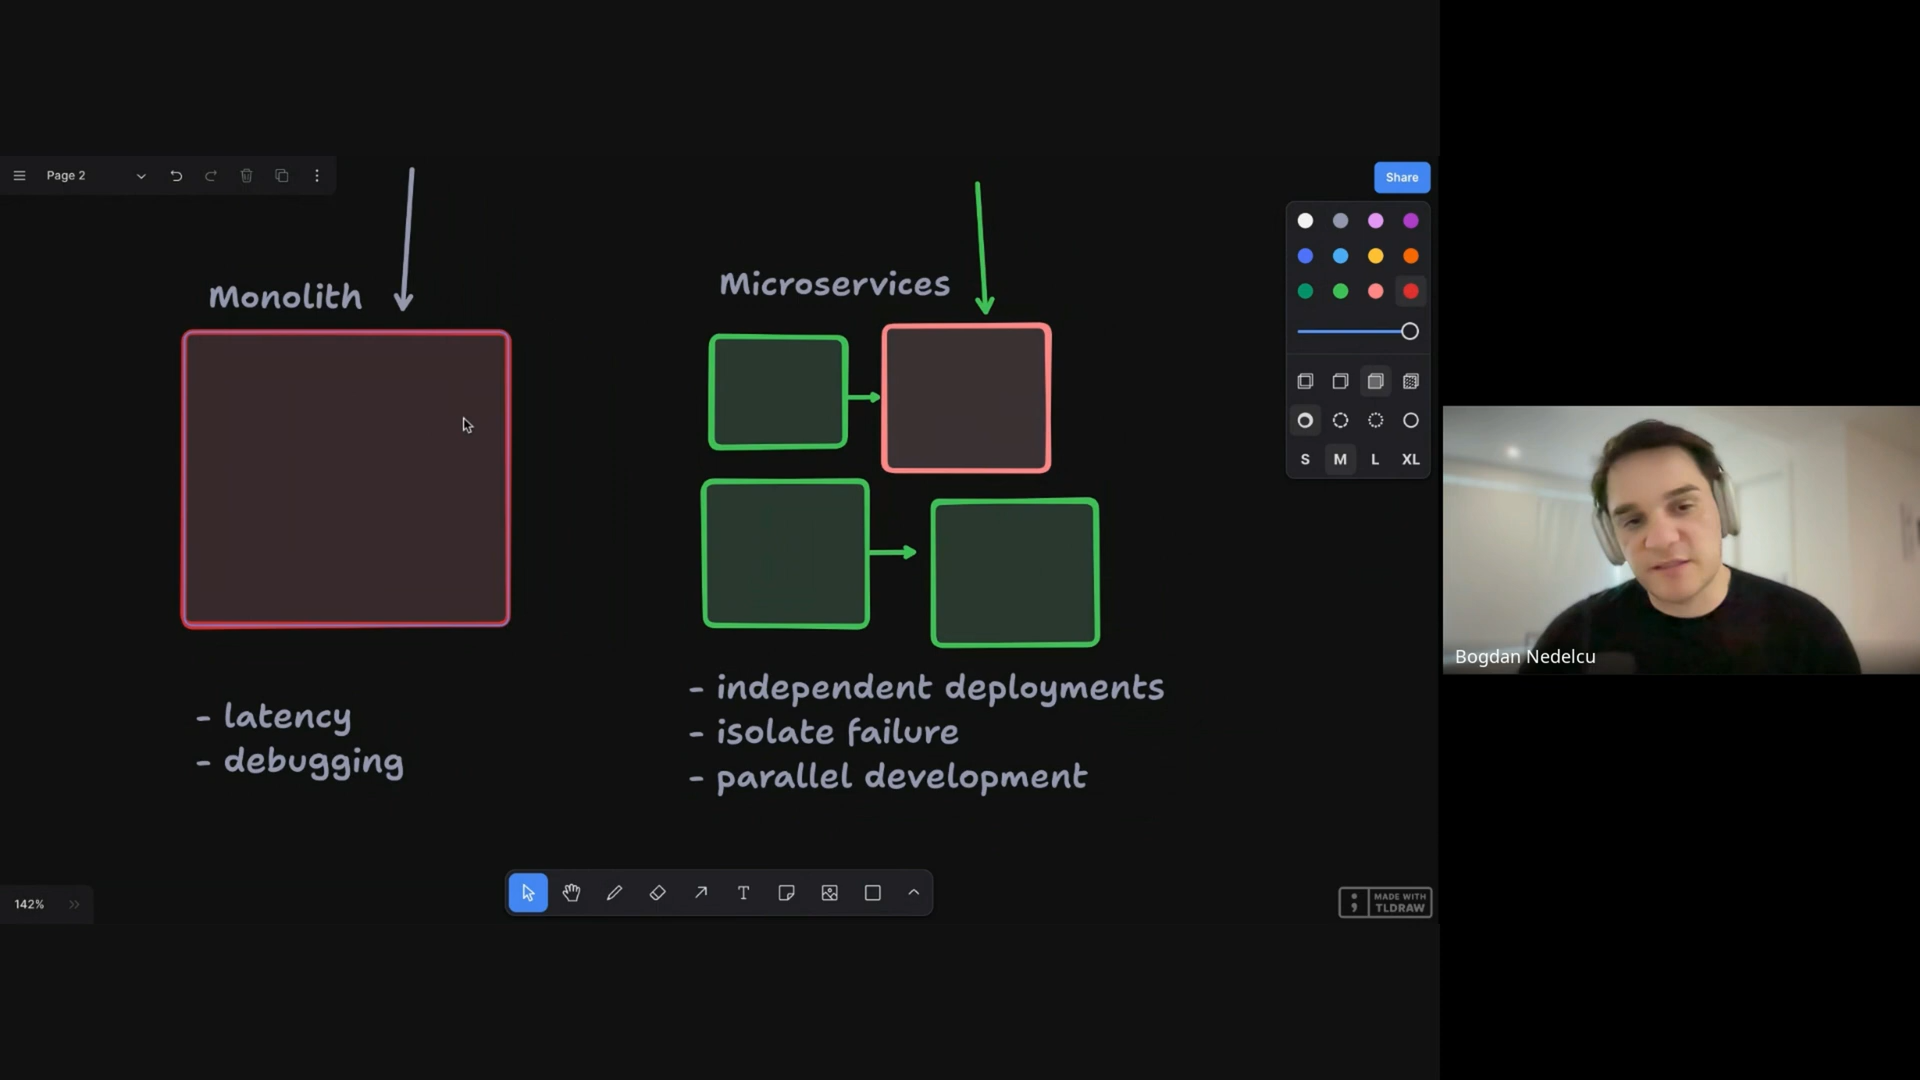 Page 2
Share
Monolith
Microservices
S M L XL
- latency
- debugging
- independent deployments
- isolate failure
- parallel development
Bogdan Nedelcu
142%
MADE WITH
TLDRAW